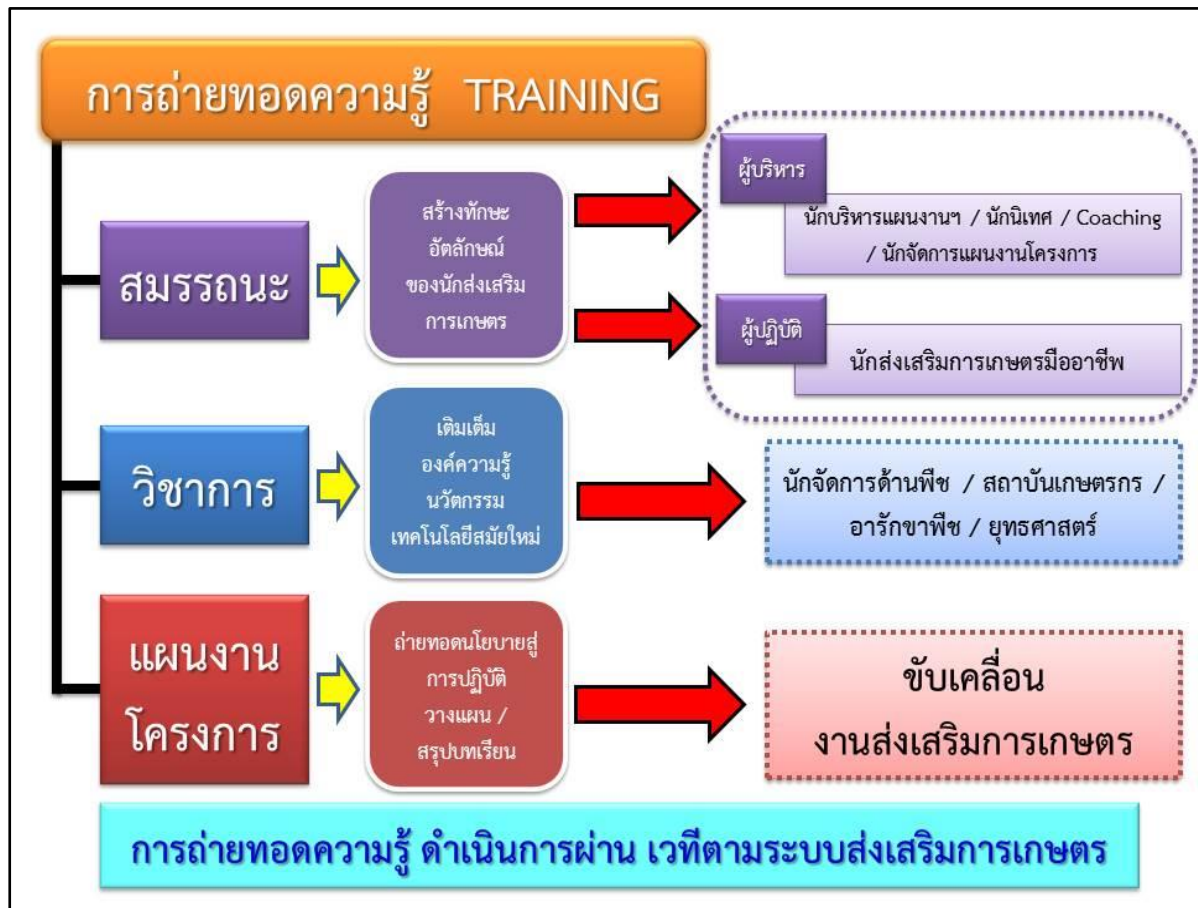 การถ่ายทอดความรู้ TRAINING
สมรรถนะ
สร้างทักษะ
อัตลักษณ์
ของนักส่งเสริม
การเกษตร
ผู้บริหาร
นักบริหารแผนงานฯ / นักนิเทศ / Coaching
/ นักจัดการแผนงานโครงการ
ผู้ปฏิบัติ
นักส่งเสริมการเกษตรมืออาชีพ
วิชาการ
เติมเต็ม
องค์ความรู้
นวัตกรรม
เทคโนโลยีสมัยใหม่
นักจัดการด้านพืช / สถาบันเกษตรกร /
อารักขาพืช / ยุทธศาสตร์
แผนงาน
โครงการ
ถ่ายทอดนโยบายสู่
การปฏิบัติ
วางแผน /
สรุปบทเรียน
ขับเคลื่อน
งานส่งเสริมการเกษตร
การถ่ายทอดความรู้ ดำเนินการผ่าน เวทีตามระบบส่งเสริมการเกษตร